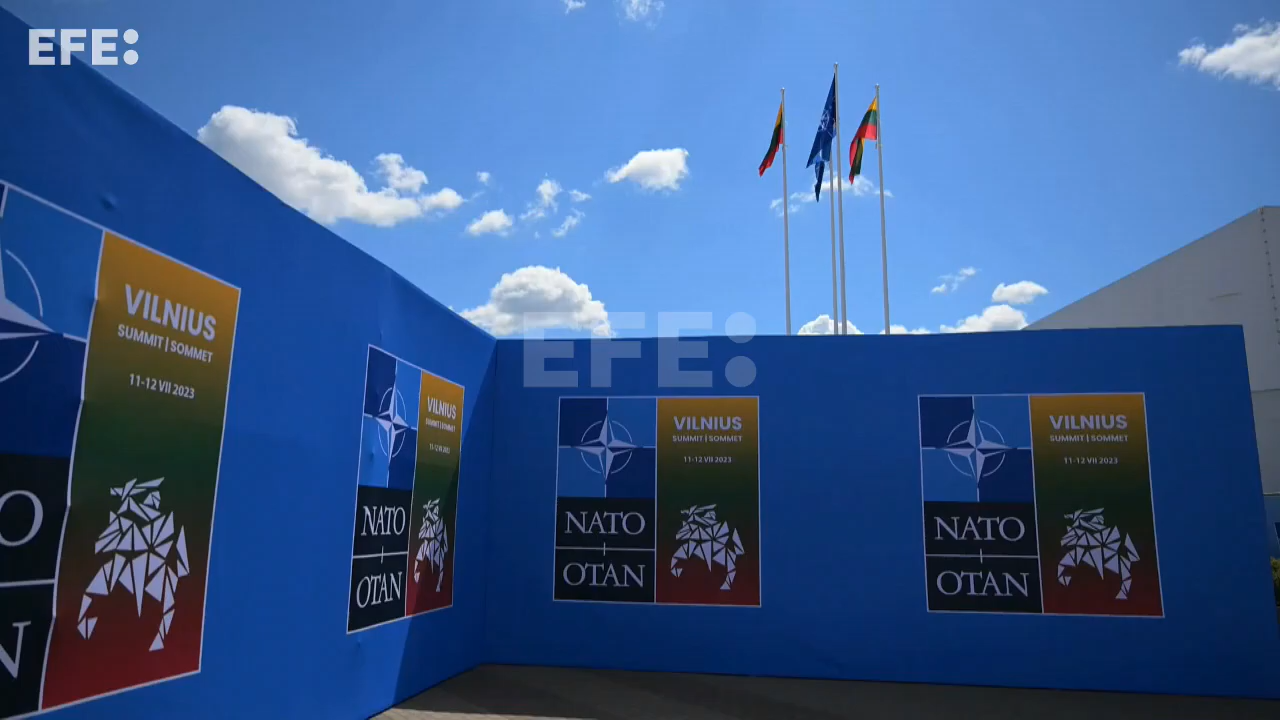 EFE:
EFE:
VILNIUS
SUMMIT | SOMMET
11-12 VII 2023
O
N
VILNIUS
SUMMIT | SOMMET
11-12 VII 2023
NATO
OTAN
VILNIUS
SUMMIT | SOMMET
11-12 VII 2023
NATO
OTAN
VILNIUS
SUMMIT | SOMMET
11-12 VII 2023
NATO
OTAN